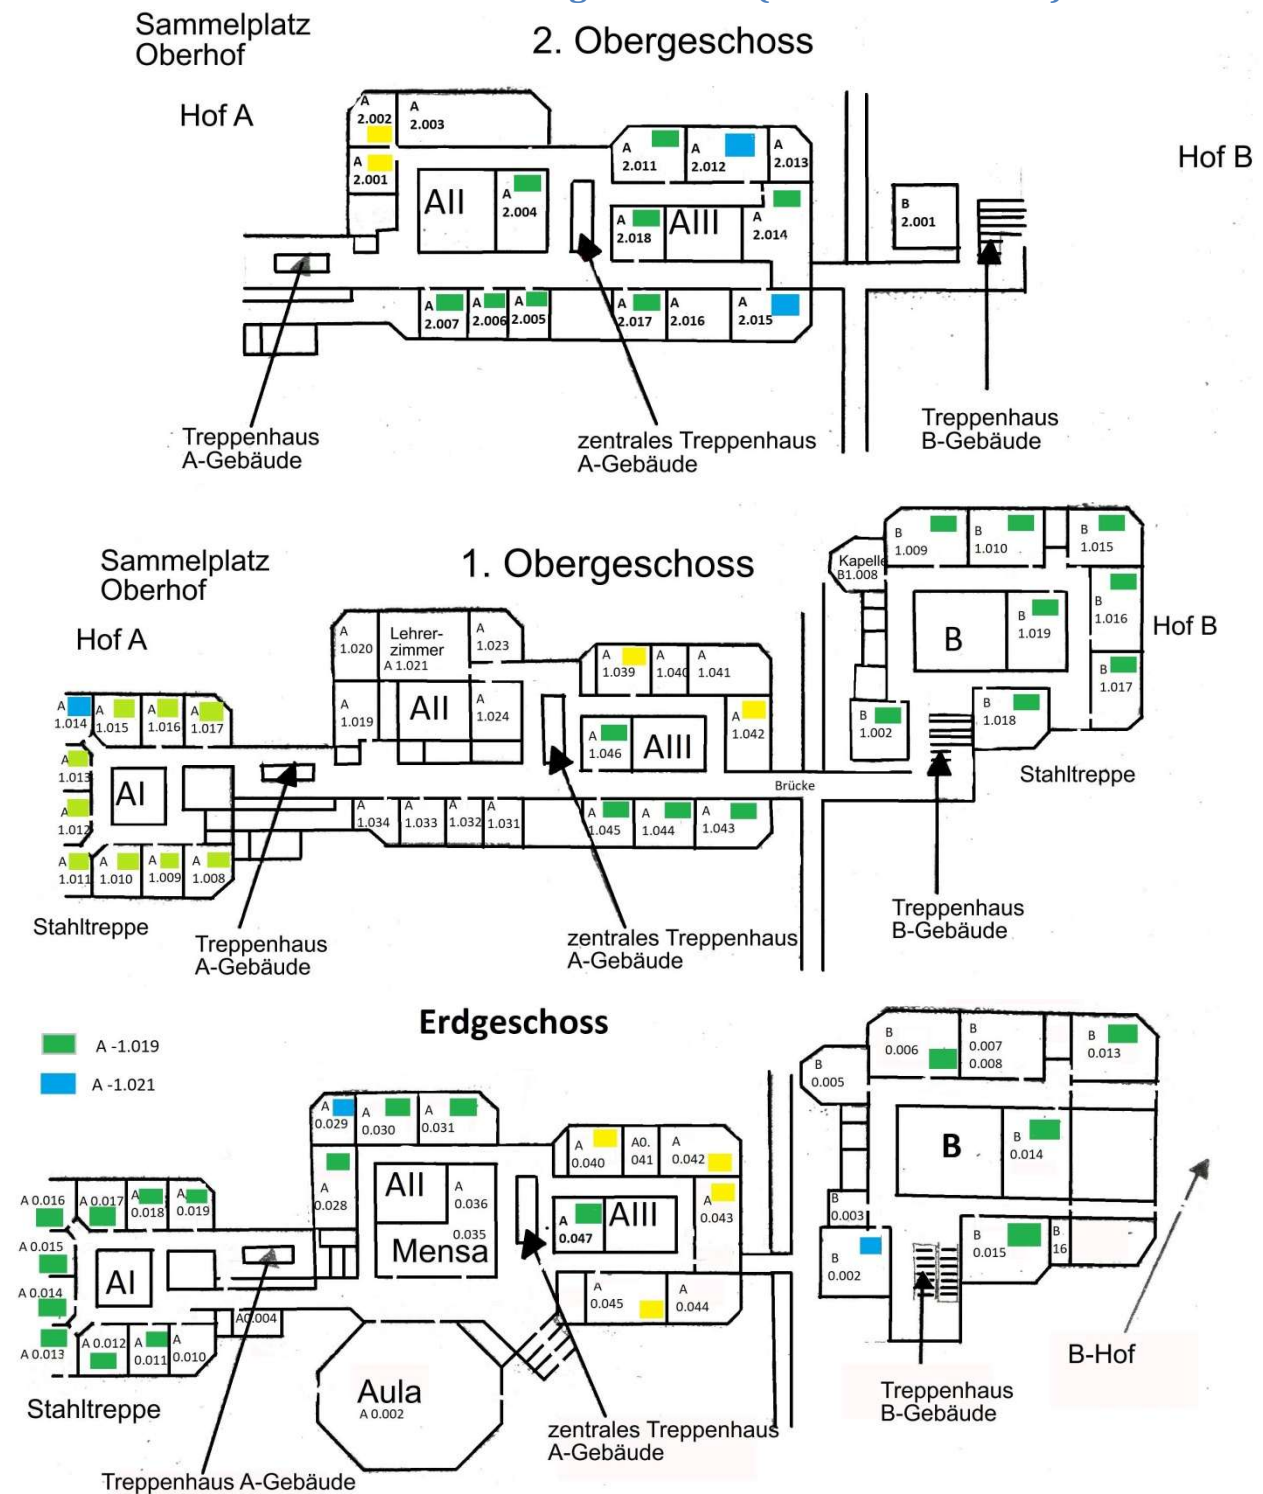 Sammelplatz
Oberhof
2. Obergeschoss
Hof A
Hof B
A
2.002
A
2.003
A
2.001
AII
A
2.004
A
2.011
A
2.012
A
2.013
A
2.018
AIII
A
2.014
B
2.001
A
2.007
A
2.006
A
2.005
A
2.017
A
2.016
A
2.015
Treppenhaus
A-Gebäude
zentrales Treppenhaus
A-Gebäude
Treppenhaus
B-Gebäude
Sammelplatz
Oberhof
1. Obergeschoss
Hof A
Hof B
A
1.020
Lehrer-
zimmer
A 1.021
A
1.023
A
1.019
AII
A
1.024
A
1.039
A
1.040
A
1.041
A
1.042
A
1.046
AIII
Kapelle
B1.008
B
1.009
B
1.010
B
1.015
B
1.016
B
B
1.019
B
1.017
B
1.018
B
1.002
Stahltreppe
Brücke
A
1.014
A
1.015
A
1.016
A
1.017
A
1.013
AI
A
1.012
A
1.011
A
1.010
A
1.009
A
1.008
A
1.034
A
1.033
A
1.032
A
1.031
A
1.045
A
1.044
A
1.043
Stahltreppe
Treppenhaus
A-Gebäude
zentrales Treppenhaus
A-Gebäude
Treppenhaus
B-Gebäude
Erdgeschoss
A -1.019
A -1.021
A
0.029
A
0.030
A
0.031
A
0.028
AII
A
0.036
0.035
Mensa
A
0.040
A0.
041
A
0.042
A
0.043
A
0.047
AIII
A
0.045
A
0.044
B
0.005
B
0.006
B
0.007
0.008
B
0.013
B
B
0.014
B
0.003
B
0.002
B
0.015
B
16
A 0.016
A 0.017
A
0.018
A
0.019
A 0.015
AI
A 0.014
A 0.013
A 0.012
A
0.011
A
0.010
A0.004
Aula
A 0.002
Stahltreppe
Treppenhaus A-Gebäude
zentrales Treppenhaus
A-Gebäude
Treppenhaus
B-Gebäude
B-Hof